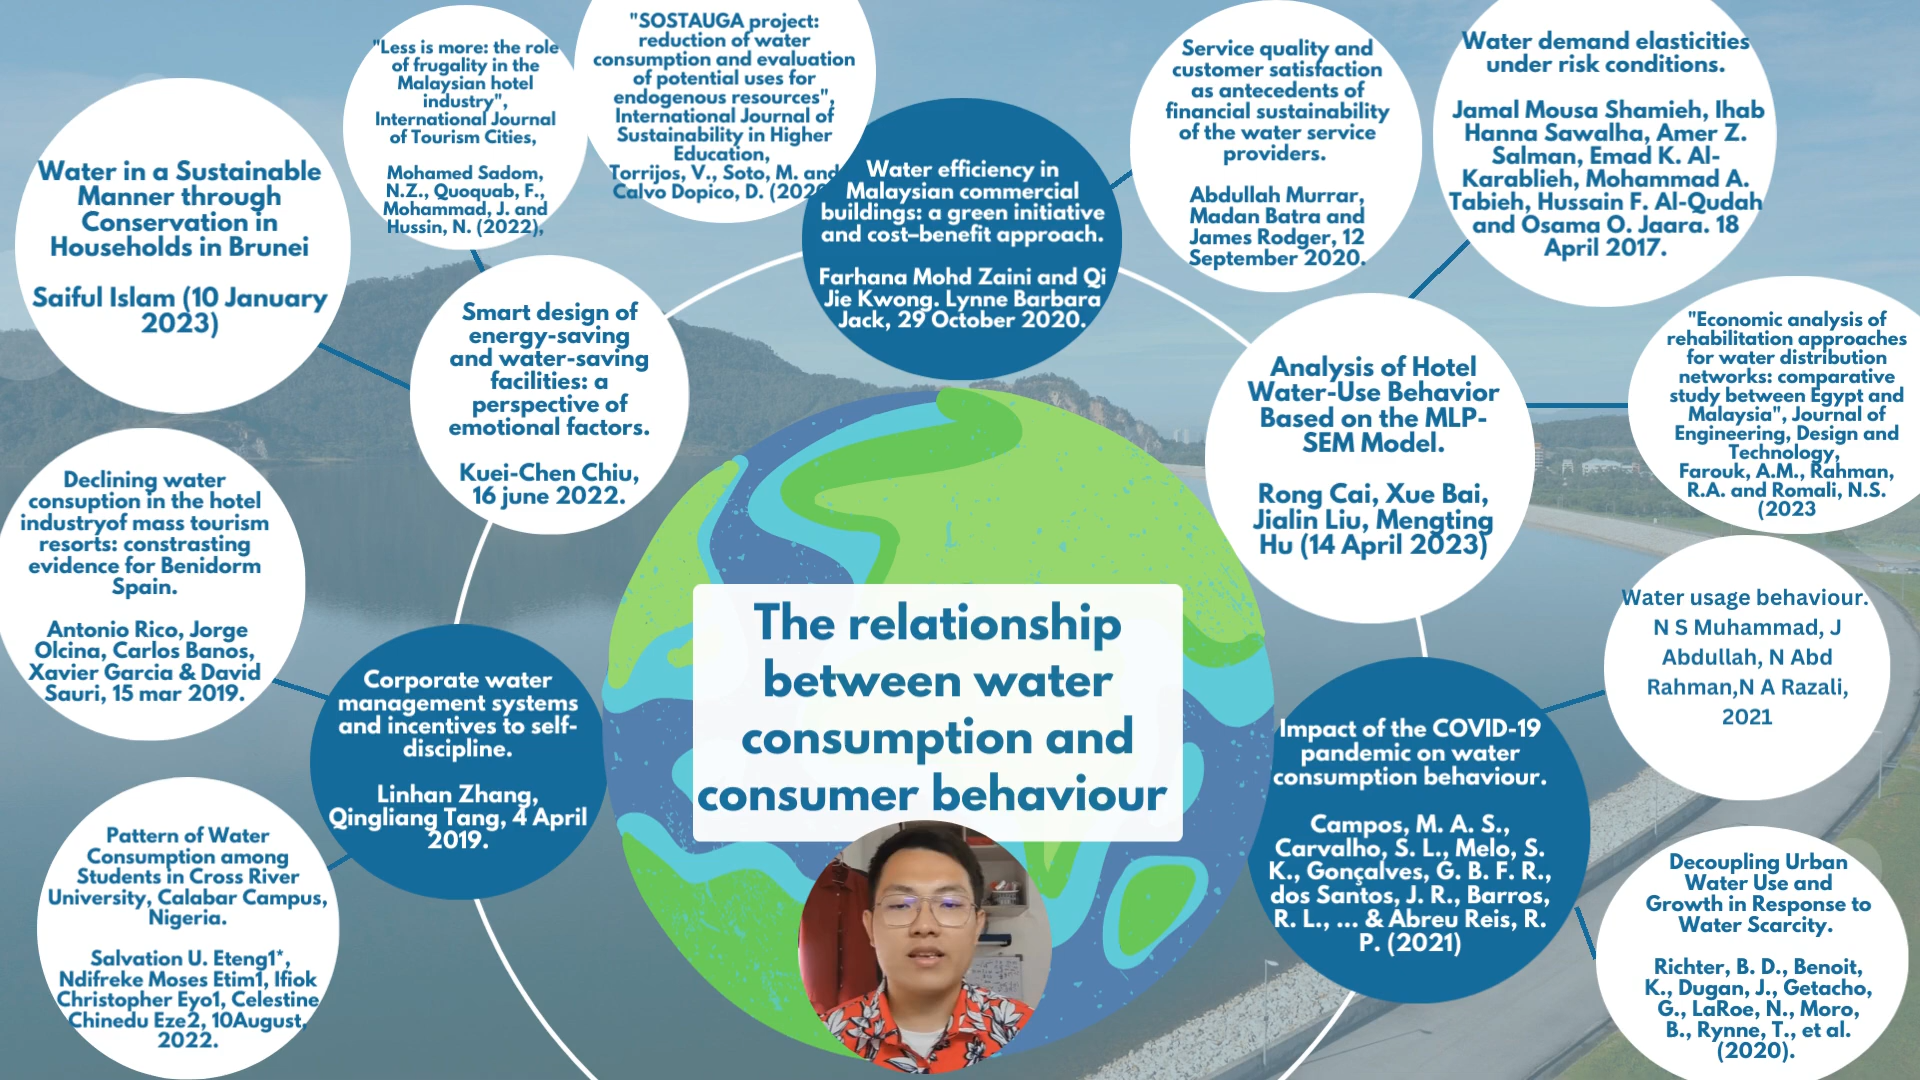 "Less is more: the role
of frugality in the
Malaysian hotel
industry",
International Journal
of Tourism Cities,
Mohamed Sadom,
N.Z., Quoquab, F.,
Mohammad, J. and
Hussin, N. (2022),
"SOSTAUGA project:
reduction of water
consumption and evaluation
of potential uses for
endogenous resources",
International Journal of
Sustainability in Higher
Education,
Torrijos, V., Soto, M. and
Calvo Dopico, D. (202
Service quality and
customer satisfaction
as antecedents of
financial sustainability
of the water service
providers.
Abdullah Murrar,
Madan Batra and
James Rodger, 12
September 2020.
Water demand elasticities
under risk conditions.
Jamal Mousa Shamieh, Ihab
Hanna Sawalha, Amer Z.
Salman, Emad K. Al-
Karablieh, Mohammad A.
Tabieh, Hussain F. Al-Qudah
and Osama O. Jaara. 18
April 2017.
Water in a Sustainable
Manner through
Conservation in
Households in Brunei
Saiful Islam (10 January
2023)
Water efficiency in
Malaysian commercial
buildings: a green initiative
and cost–benefit approach.
Farhana Mohd Zaini and Qi
Jie Kwong. Lynne Barbara
Jack, 29 October 2020.
Smart design of
energy-saving
and water-saving
facilities: a
perspective of
emotional factors.
Kuei-Chen Chiu,
16 june 2022.
Analysis of Hotel
Water-Use Behavior
Based on the MLP-
SEM Model.
Rong Cai, Xue Bai,
Jialin Liu, Mengting
Hu (14 April 2023)
"Economic analysis of
rehabilitation approaches
for water distribution
networks: comparative
study between Egypt and
Malaysia", Journal of
Engineering, Design and
Technology,
Farouk, A.M., Rahman,
R.A. and Romali, N.S.
(2023
Declining water
consuption in the hotel
industryof mass tourism
resorts: constrasting
evidence for Benidorm
Spain.
Antonio Rico, Jorge
Olcina, Carlos Banos,
Xavier Garcia & David
Sauri, 15 mar 2019.
The relationship
between water
consumption and
consumer behaviour
Water usage behaviour.
N S Muhammad, J
Abdullah, N Abd
Rahman,N A Razali,
2021
Corporate water
management systems
and incentives to self-
discipline.
Linhan Zhang,
Qingliang Tang, 4 April
2019.
Impact of the COVID-19
pandemic on water
consumption behaviour.
Campos, M. A. S.,
Carvalho, S. L., Melo, S.
K., Gonçalves, G. B. F. R.,
dos Santos, J. R., Barros,
R. L., ... & Abreu Reis, R.
P. (2021)
Pattern of Water
Consumption among
Students in Cross River
University, Calabar Campus,
Nigeria.
Salvation U. Eteng1*,
Ndifreke Moses Etim1, Ifiok
Christopher Eyo1, Celestine
Chinedu Eze2, 10August,
2022.
Decoupling Urban
Water Use and
Growth in Response to
Water Scarcity.
Richter, B. D., Benoit,
K., Dugan, J., Getacho,
G., LaRoe, N., Moro,
B., Rynne, T., et al.
(2020).